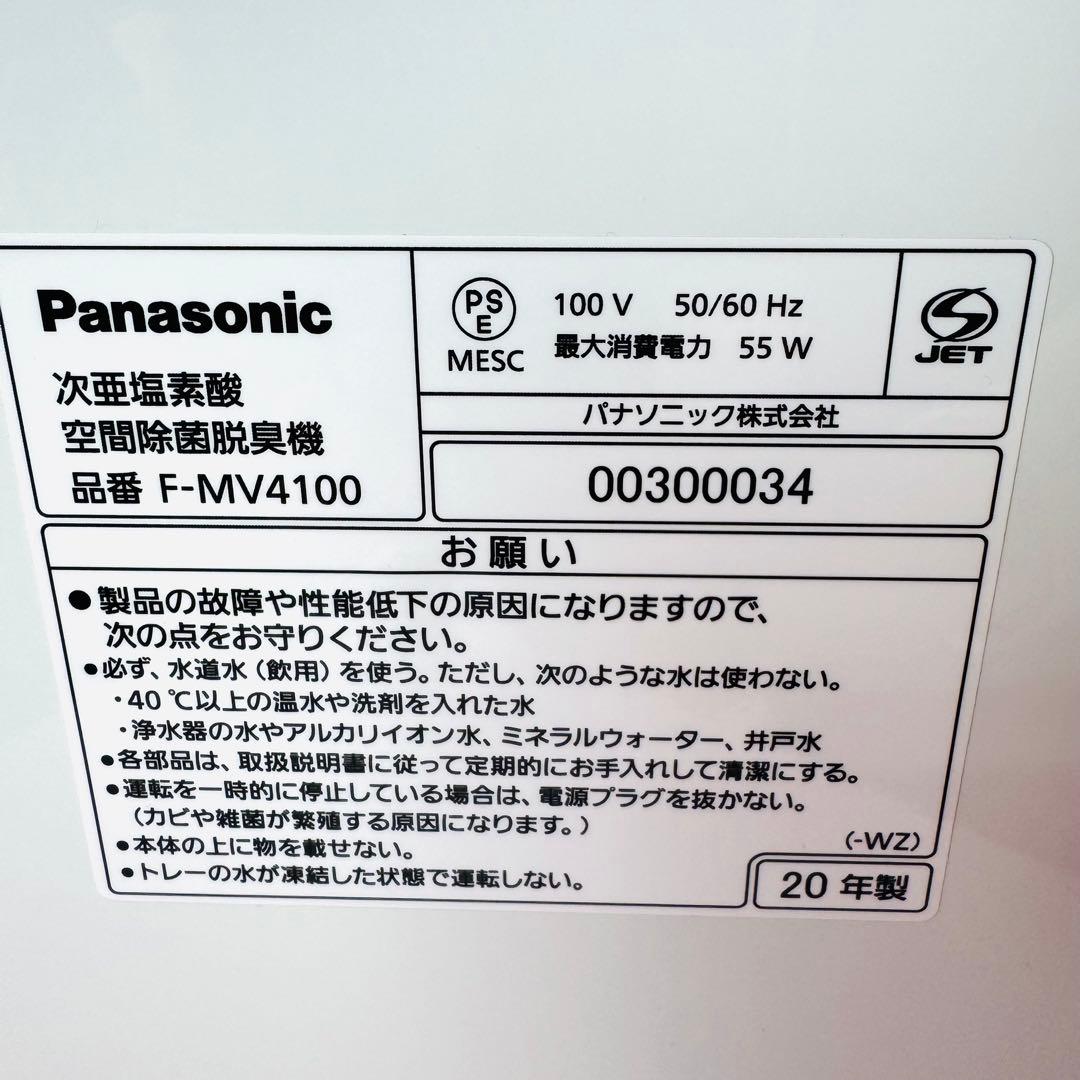 Panasonic
次亜塩素酸
空間除菌脱臭機
品番 F-MV4100
PS
E
MESC
100 V 50/60 Hz
最大消費電力 55 W
JET
パナソニック株式会社
00300034
お願い
●製品の故障や性能低下の原因になりますので、
次の点をお守りください。
●必ず、水道水(飲用)を使う。ただし、次のような水は使わない。
・40 ℃以上の温水や洗剤を入れた水
・浄水器の水やアルカリイオン水、ミネラルウォーター、井戸水
●各部品は、取扱説明書に従って定期的にお手入れして清潔にする。
●運転を一時的に停止している場合は、電源プラグを抜かない。
(カビや雑菌が繁殖する原因になります。)
●本体の上に物を載せない。
●トレーの水が凍結した状態で運転しない。
(-WZ)
20 年製